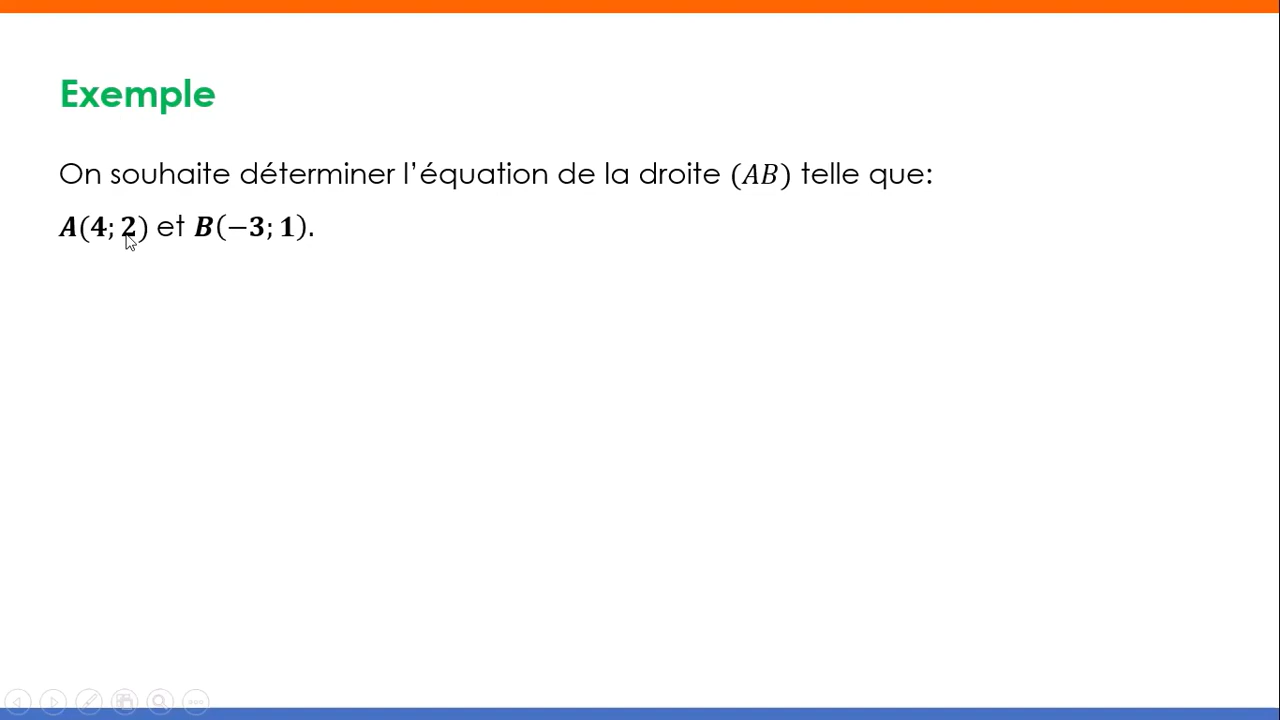 Exemple
On souhaite déterminer l’équation de la droite (AB) telle que:
A(4; 2) et B(−3; 1).